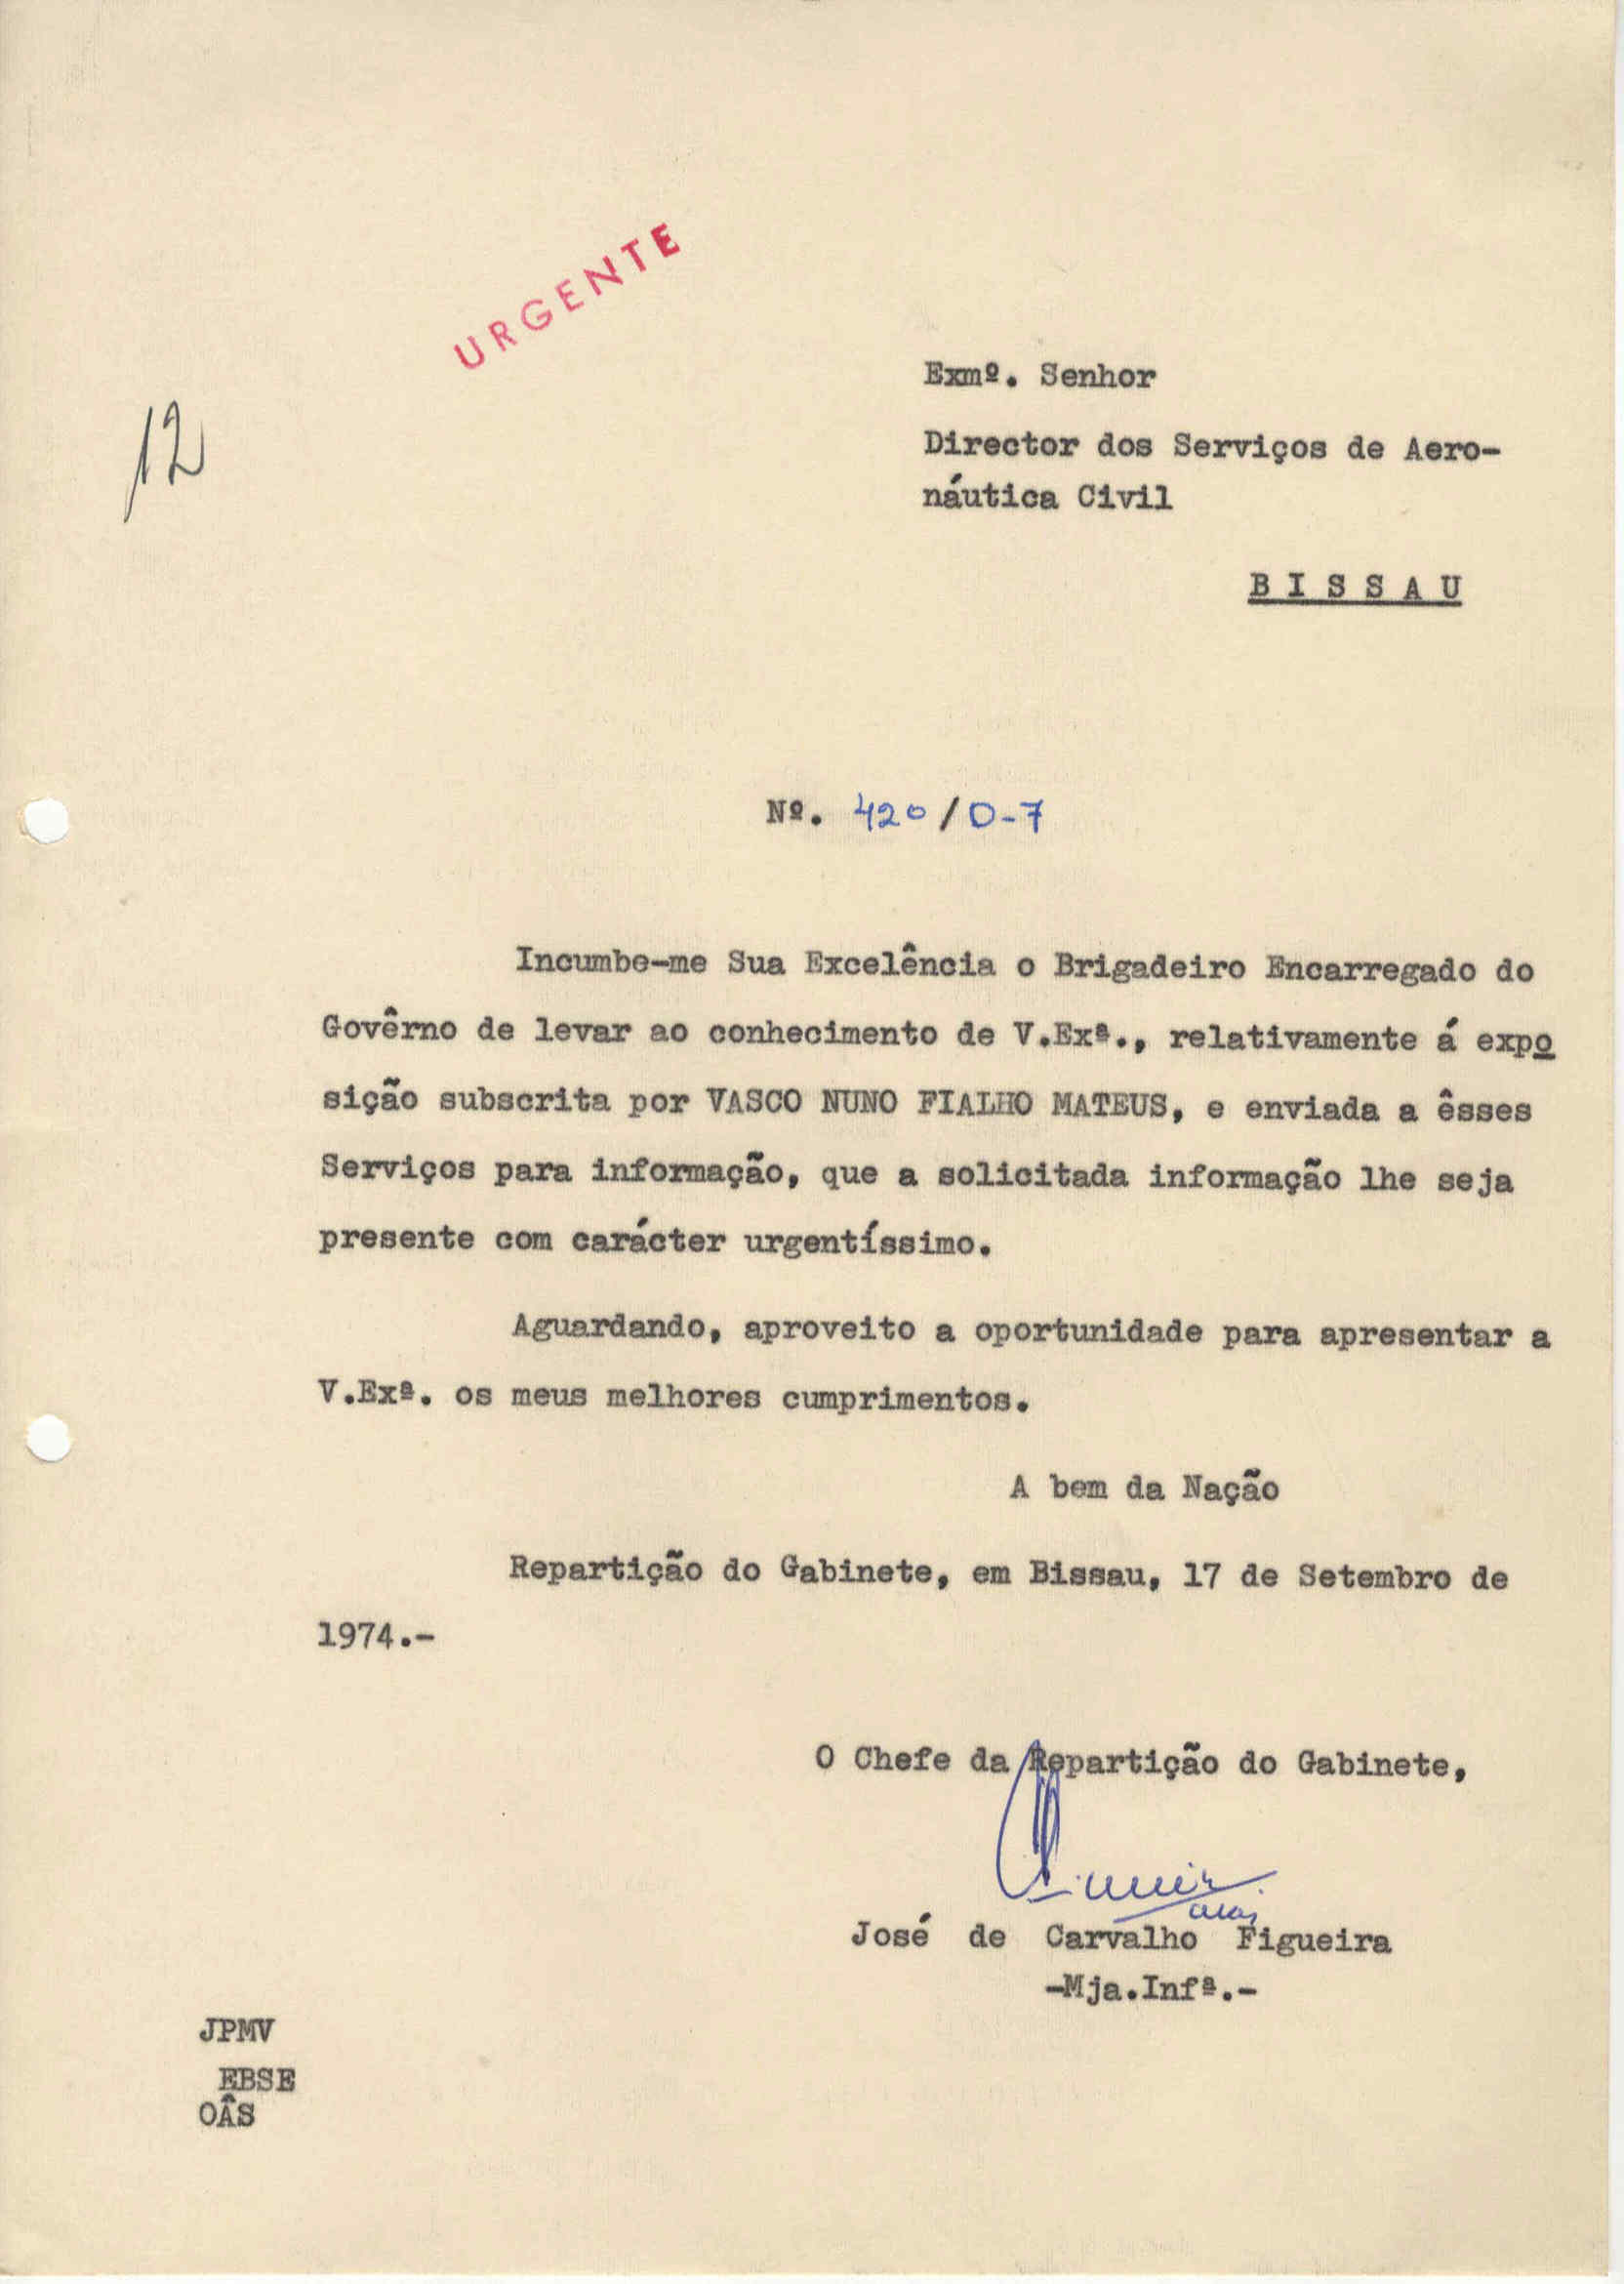 URGENTE
12
Exmº. Senhor
Director dos Serviços de Aero-
náutica Civil
B I S S A U
Nº. 420/D-7
Incumbe-me Sua Excelência o Brigadeiro Encarregado do
Govêrno de levar ao conhecimento de V.Exª., relativamente á expo
sição subscrita por VASCO NUNO FIALHO MATEUS, e enviada a êsses
Serviços para informação, que a solicitada informação lhe seja
presente com carácter urgentíssimo.
Aguardando, aproveito a oportunidade para apresentar a
V.Exª. os meus melhores cumprimentos.
A bem da Nação
Repartição do Gabinete, em Bissau, 17 de Setembro de
1974.-
O Chefe da Repartição do Gabinete,
José de Carvalho Figueira
-Mja.Infª.-
JPMV
EBSE
OÂS